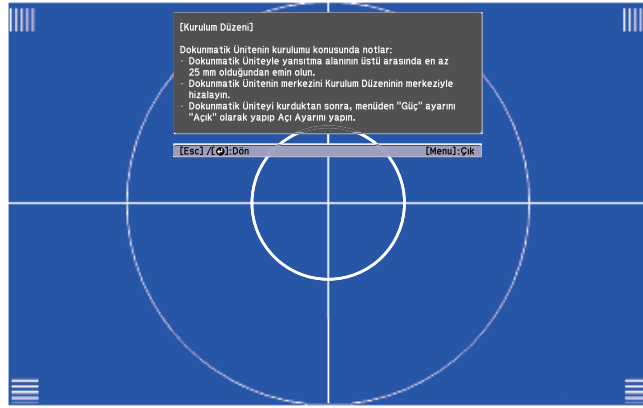 [Kurulum Düzeni]
Dokunmatik Ünitenin kurulumu konusunda notlar:
· Dokunmatik Üniteyle yansıtma alanının üstü arasında en az
25 mm olduğundan emin olun.
· Dokunmatik Ünitenin merkezini Kurulum Düzeninin merkeziyle
hizalayın.
· Dokunmatik Üniteyi kurduktan sonra, menüden "Güç" ayarını
"Açık" olarak yapıp Açı Ayarını yapın.
[Esc] /[⏎]:Dön [Menu]:Çık